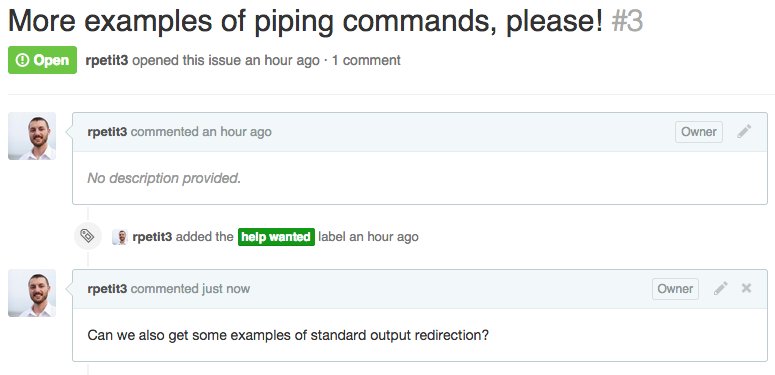 More examples of piping commands, please! #3
Open rpetit3 opened this issue an hour ago · 1 comment
rpetit3 commented an hour ago Owner
No description provided.
rpetit3 added the help wanted label an hour ago
rpetit3 commented just now Owner
Can we also get some examples of standard output redirection?